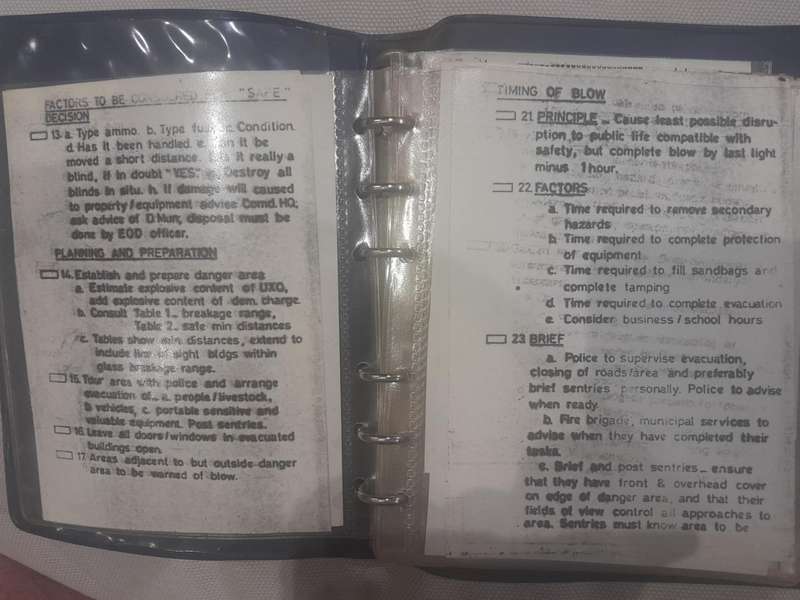 FACTORS TO BE CONSIDERED "SAFE"
DECISION
13 a. Type ammo. b. Type fuze c. Condition.
d. Has it been handled. e. Can it be
moved a short distance. f. Is it really a
blind, if in doubt "YES". g. Destroy all
blinds in situ. h. If damage will caused
to property/equipment advise Comd. HQ;
ask advice of D.Mun; disposal must be
done by EOD officer.
PLANNING AND PREPARATION
14. Establish and prepare danger area
a. Estimate explosive content of UXO,
add explosive content of dem. charge.
b. Consult Table 1_ breakage range,
Table 2_ safe min distances
c. Tables show min distances, extend to
include line of sight bldgs within
glass breakage range.
15. Tour area with police and arrange
evacuation of_ a. people/livestock,
b vehicles, c. portable sensitive and
valuable equipment. Post sentries.
16. Leave all doors/windows in evacuated
buildings open.
17. Areas adjacent to but outside danger
area to be warned of blow.
TIMING OF BLOW
21 PRINCIPLE _ Cause least possible disru-
ption to public life compatible with
safety, but complete blow by last light
minus 1 hour.
22. FACTORS
a. Time required to remove secondary
hazards
b. Time required to complete protection
of equipment
c. Time required to fill sandbags and
complete tamping
d. Time required to complete evacuation
e. Consider business/school hours
23 BRIEF
a. Police to supervise evacuation,
closing of roads/area and preferably
brief sentries personally. Police to advise
when ready.
b. Fire brigade, municipal services to
advise when they have completed their
tasks.
c. Brief and post sentries_ ensure
that they have front & overhead cover
on edge of danger area, and that their
fields of view control all approaches to
area. Sentries must know area to be